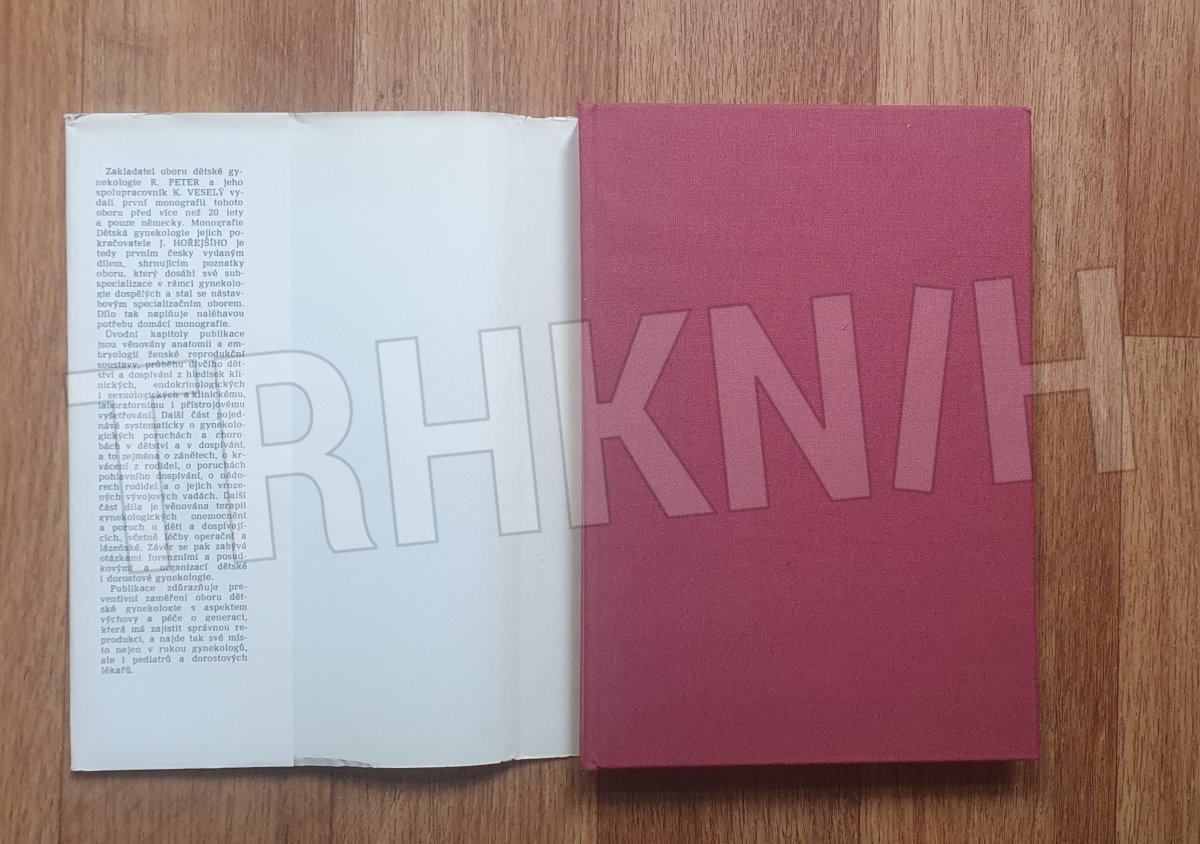 Zakladatel oboru dětské gy-
nekologie R. PETER a jeho
spolupracovník K. VESELÝ vy-
dali první monografii tohoto
oboru před více než 20 lety
a pouze německy. Monografie
Dětská gynekologie jejich po-
kračovatele J. HOŘEJŠÍHO je
tedy prvním česky vydaným
dílem, shrnujícím poznatky
oboru, který dosáhl své sub-
specializace v rámci gynekolo-
gie dospělých a stal se nástav-
bovým specializačním oborem.
Dílo tak naplňuje naléhavou
potřebu domácí monografie.
Úvodní kapitoly publikace
jsou věnovány anatomii a em-
bryologii ženské reprodukční
soustavy, průběhu dívčího dět-
ství a dospívání z hledisek kli-
nických, endokrinologických
i sexuologických a klinickému,
laboratornímu i přístrojovému
vyšetřování. Další část pojed-
nává systematicky o gynekolo-
gických poruchách a choro-
bách v dětství a v dospívání,
a to zejména o zánětech, o kr-
vácení z rodidel, o poruchách
pohlavního dospívání, o nádo-
rech rodidel a o jejich vroze-
ných vývojových vadách. Další
část díla je věnována terapii
gynekologických onemocnění
a poruch u dětí a dospívají-
cích, včetně léčby operační a
lázeňské. Závěr se pak zabývá
otázkami forenzními a posud-
kovými a organizací dětské
i dorostové gynekologie.
Publikace zdůrazňuje pre-
ventivní zaměření oboru dět-
ské gynekologie s aspektem
výchovy a péče o generaci,
která má zajistit správnou re-
produkci, a najde tak své mís-
to nejen v rukou gynekologů,
ale i pediatrů a dorostových
lékařů.
TRHKNIH